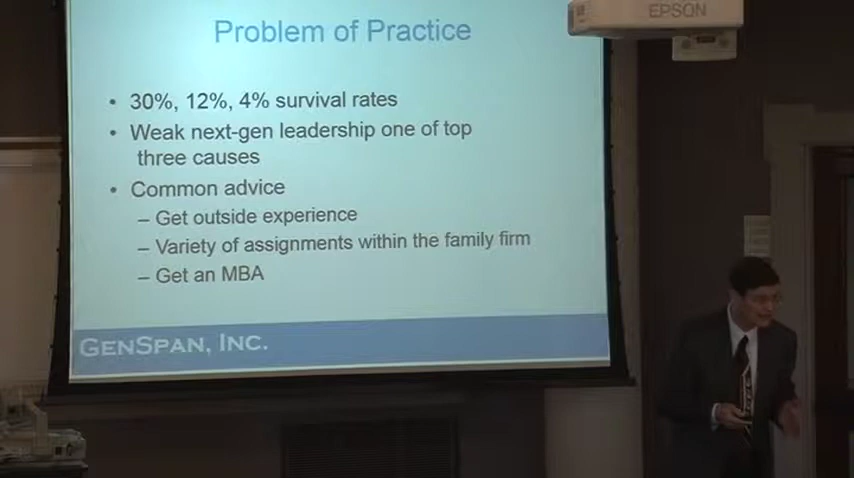 EPSON
Problem of Practice
• 30%, 12%, 4% survival rates
• Weak next-gen leadership one of top
three causes
• Common advice
– Get outside experience
– Variety of assignments within the family firm
– Get an MBA
GENSPAN, INC.